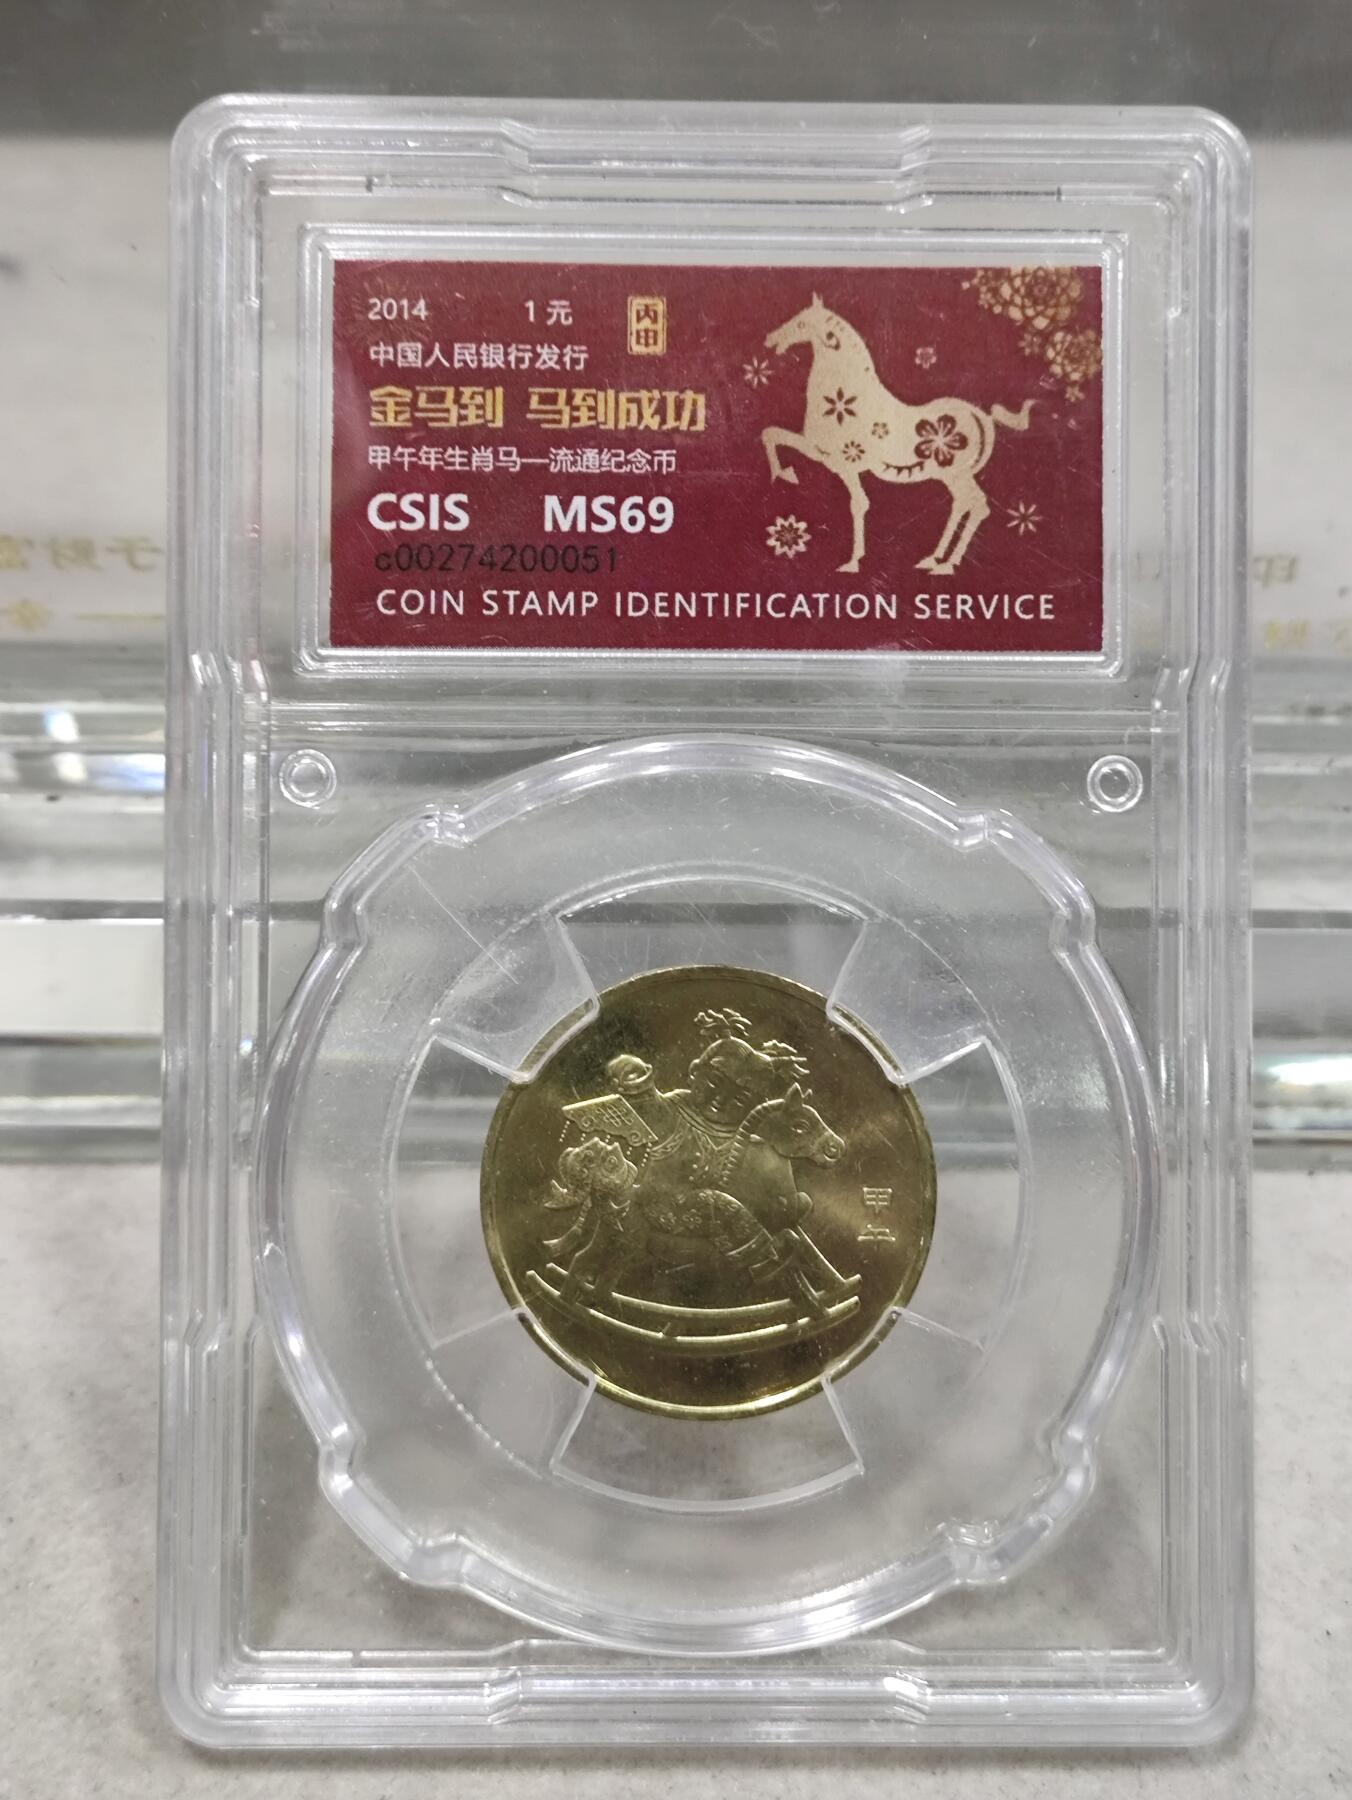 2014 1 元 丙申
中国人民银行发行
金马到 马到成功
甲午年生肖马—流通纪念币
CSIS MS69
c00274200051
COIN STAMP IDENTIFICATION SERVICE
甲午